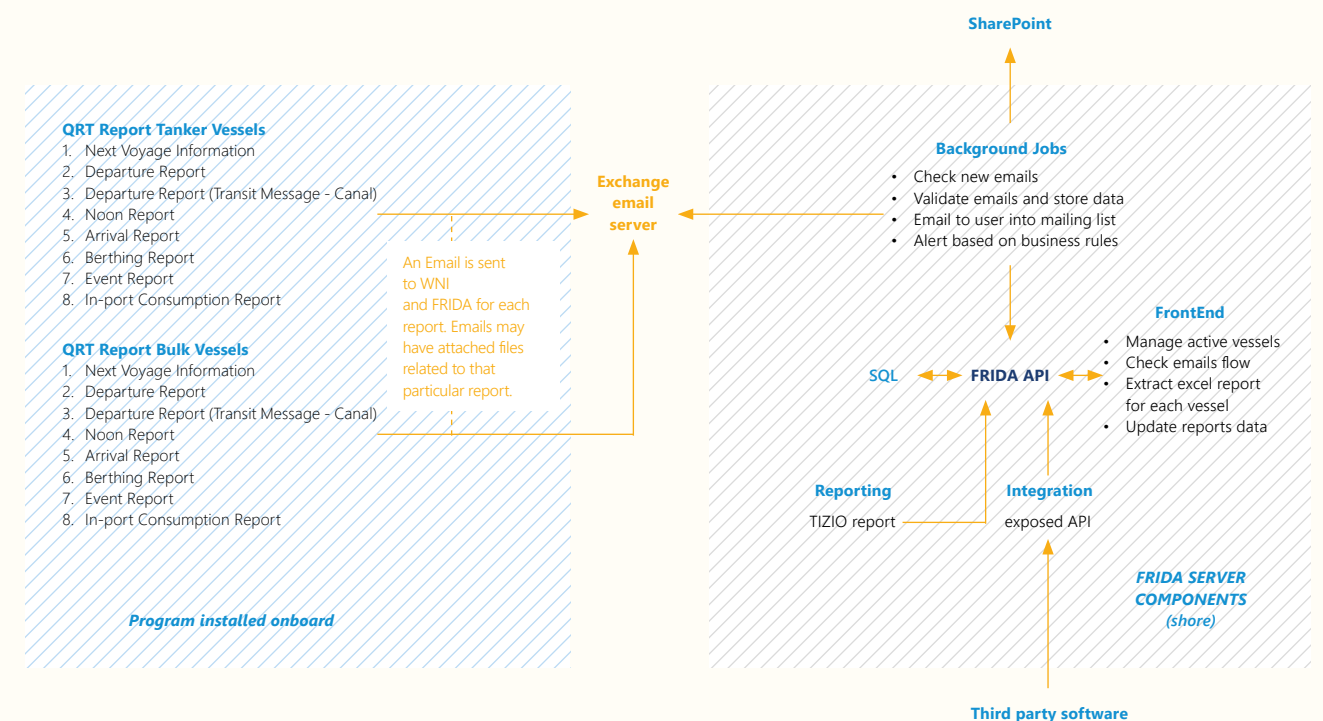 SharePoint
QRT Report Tanker Vessels
1. Next Voyage Information
2. Departure Report
3. Departure Report (Transit Message - Canal)
4. Noon Report
5. Arrival Report
6. Berthing Report
7. Event Report
8. In-port Consumption Report
QRT Report Bulk Vessels
1. Next Voyage Information
2. Departure Report
3. Departure Report (Transit Message - Canal)
4. Noon Report
5. Arrival Report
6. Berthing Report
7. Event Report
8. In-port Consumption Report
Program installed onboard
An Email is sent
to WNI
and FRIDA for each
report. Emails may
have attached files
related to that
particular report.
Exchange
email
server
Background Jobs
• Check new emails
• Validate emails and store data
• Email to user into mailing list
• Alert based on business rules
SQL
FRIDA API
FrontEnd
• Manage active vessels
• Check emails flow
• Extract excel report
for each vessel
• Update reports data
Reporting
TIZIO report
Integration
exposed API
FRIDA SERVER
COMPONENTS
(shore)
Third party software